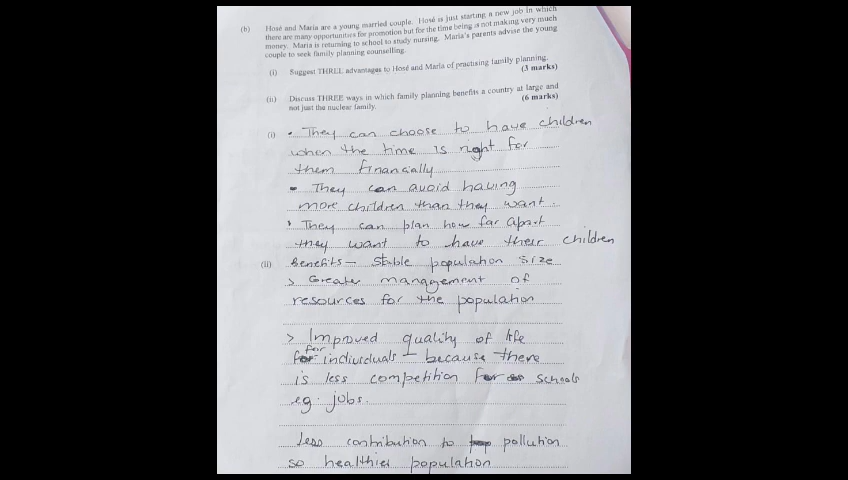 (b) Hosé and Maria are a young married couple. Hosé is just starting a new job in which
there are many opportunities for promotion but for the time being is not making very much
money. Maria is returning to school to study nursing. Maria's parents advise the young
couple to seek family planning counselling.
(i) Suggest THREE advantages to Hosé and Maria of practising family planning.
(3 marks)
(ii) Discuss THREE ways in which family planning benefits a country at large and
not just the nuclear family.
(6 marks)
(i) • They can choose to have children
when the time is right for
them financially
- They can avoid having
more children than they want.
• They can plan how far apart
they want to have their children
(ii) Benefits - Stable population size
> Greater management of
resources for the population
> Improved quality of life
for individuals - because there
is less competition for schools
eg. jobs.
Less contribution to pollution
so healthier population